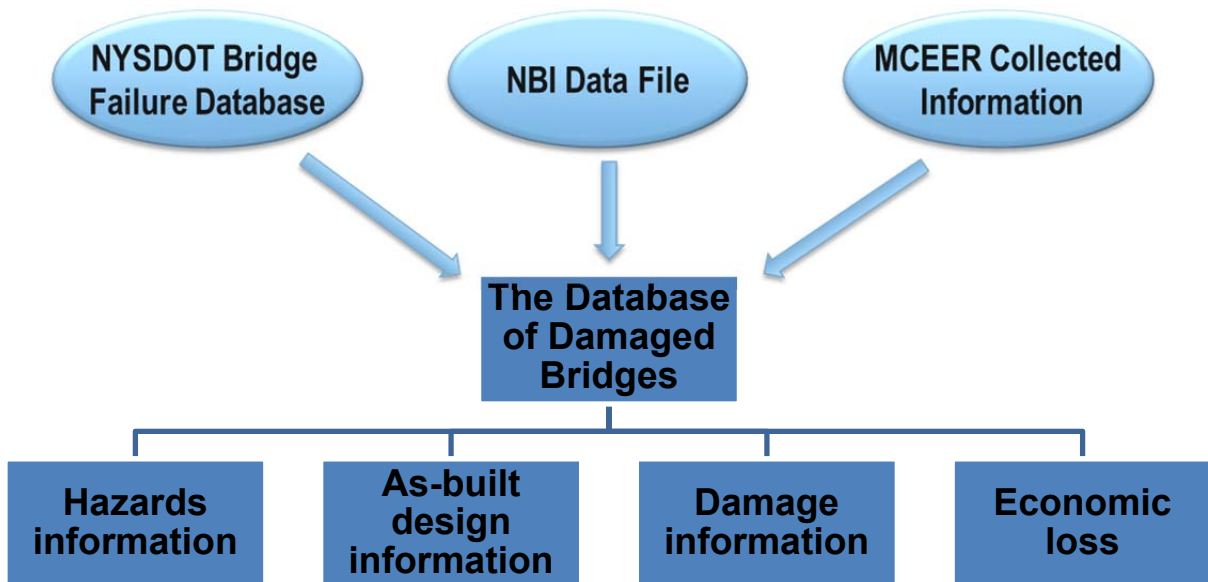 NYSDOT Bridge
Failure Database
NBI Data File
MCEER Collected
Information
The Database
of Damaged
Bridges
Hazards
information
As-built
design
information
Damage
information
Economic
loss